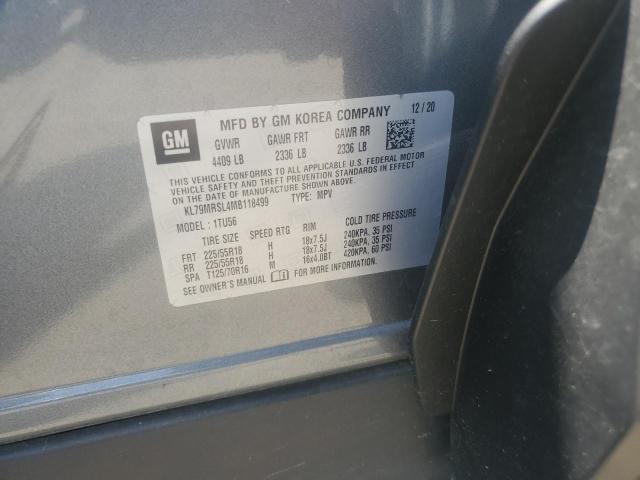 GM
MFD BY GM KOREA COMPANY 12/20
GVWR GAWR FRT GAWR RR
4409 LB 2336 LB 2336 LB
THIS VEHICLE CONFORMS TO ALL APPLICABLE U.S. FEDERAL MOTOR
VEHICLE SAFETY AND THEFT PREVENTION STANDARDS IN EFFECT
ON THE DATE OF MANUFACTURE SHOWN ABOVE.
KL79MRSL4MB118499 TYPE: MPV
MODEL: 1TU56
TIRE SIZE SPEED RTG RIM COLD TIRE PRESSURE
FRT 225/55R18 H 18x7.5J 240KPA, 35 PSI
RR 225/55R18 H 18x7.5J 240KPA, 35 PSI
SPA T125/70R16 M 16x4.0BT 420KPA, 60 PSI
SEE OWNER'S MANUAL FOR MORE INFORMATION.